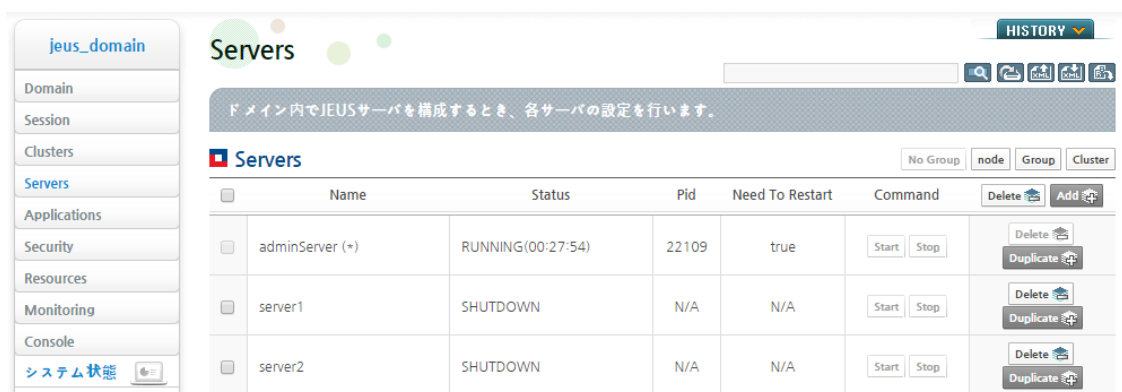 jeus_domain
Domain
Session
Clusters
Servers
Applications
Security
Resources
Monitoring
Console
システム状態
Servers
HISTORY
XML XML
ドメイン内でJEUSサーバを構成するとき、各サーバの設定を行います。
Servers
No Group node Group Cluster
Name Status Pid Need To Restart Command Delete Add
adminServer (*) RUNNING(00:27:54) 22109 true Start Stop Delete Duplicate
server1 SHUTDOWN N/A N/A Start Stop Delete Duplicate
server2 SHUTDOWN N/A N/A Start Stop Delete Duplicate